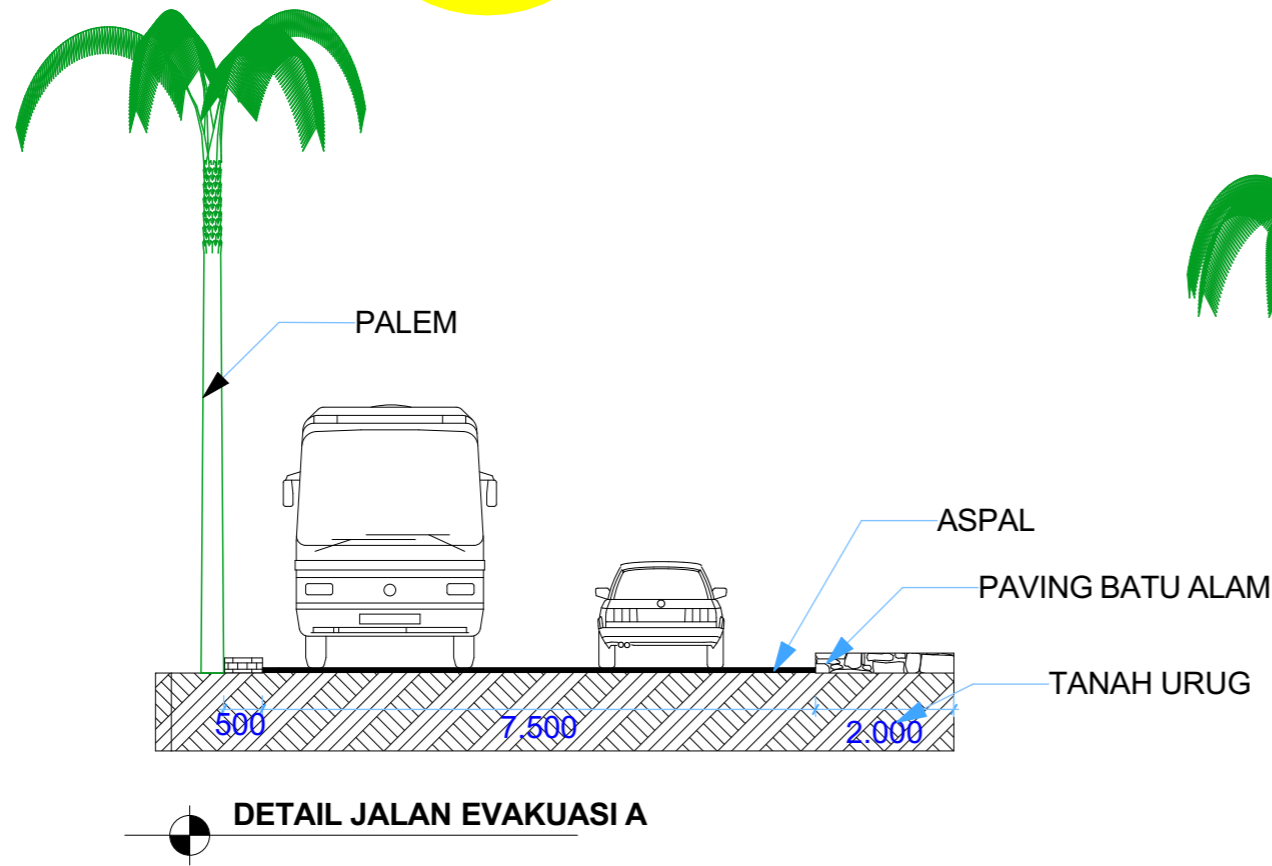 PALEM
ASPAL
PAVING BATU ALAM
TANAH URUG
500
7.500
2.000
DETAIL JALAN EVAKUASI A